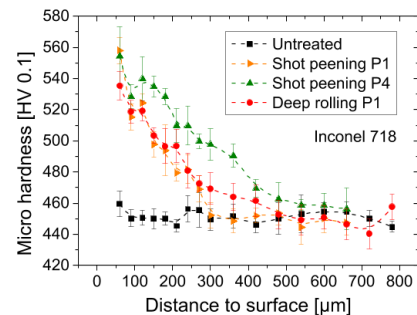 Micro hardness [HV 0.1]
580
560
540
520
500
480
460
440
420
Untreated
Shot peening P1
Shot peening P4
Deep rolling P1
Inconel 718
0 100 200 300 400 500 600 700 800
Distance to surface [µm]